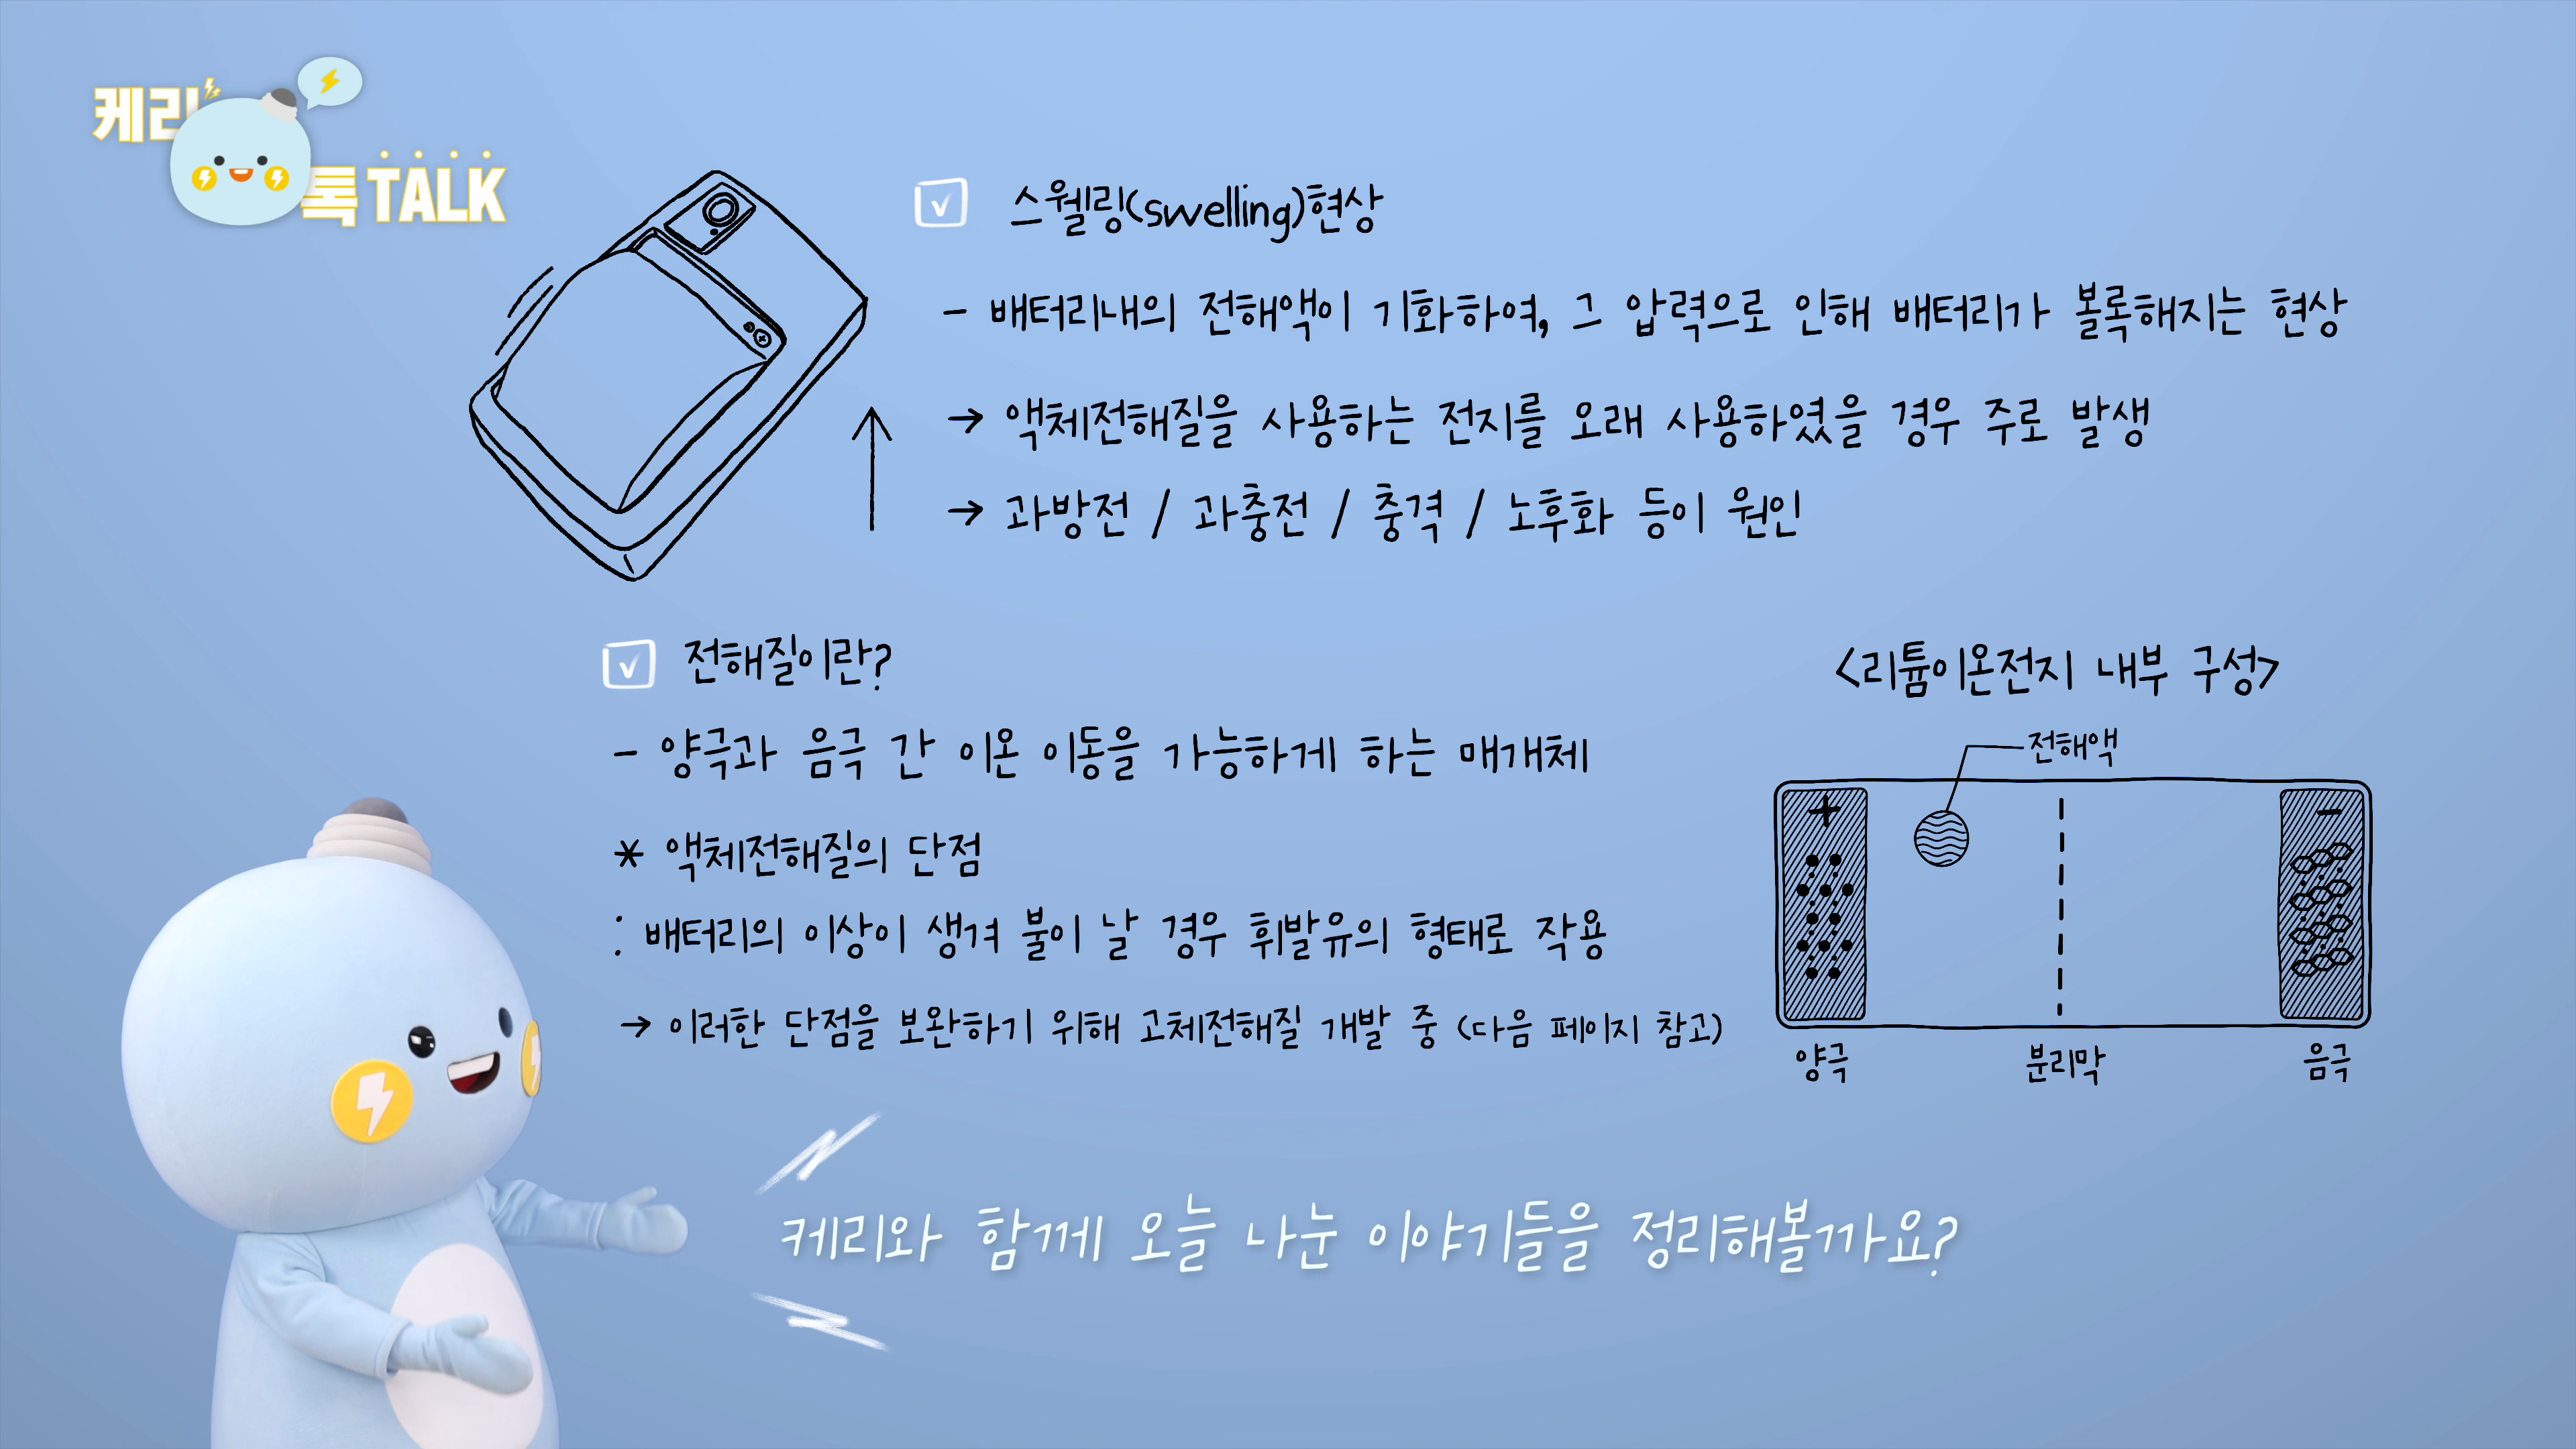 케리
톡 TALK
스웰링(swelling)현상
- 배터리내의 전해액이 기화하여, 그 압력으로 인해 배터리가 볼록해지는 현상
→ 액체전해질을 사용하는 전지를 오래 사용하였을 경우 주로 발생
→ 과방전 / 과충전 / 충격 / 노후화 등이 원인
전해질이란?
- 양극과 음극 간 이온 이동을 가능하게 하는 매개체
* 액체전해질의 단점
: 배터리의 이상이 생겨 불이 날 경우 휘발유의 형태로 작용
→ 이러한 단점을 보완하기 위해 고체전해질 개발 중 (다음 페이지 참고)
<리튬이온전지 내부 구성>
전해액
+
-
양극
분리막
음극
케리와 함께 오늘 나눈 이야기들을 정리해볼까요?